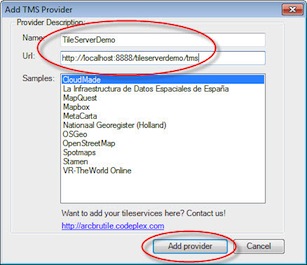 Add TMS Provider
Provider Description:
Name: TileServerDemo
Url: http://localhost:8888/tileserverdemo/tms
Samples: CloudMade
La Infraestructura de Datos Espaciales de España
MapQuest
Mapbox
MetaCarta
Nationaal Georegister (Holland)
OSGeo
OpenStreetMap
Spotmaps
Stamen
VR-TheWorld Online
Want to add your tileservices here? Contact us!
http://arcbrutile.codeplex.com
Add provider Cancel